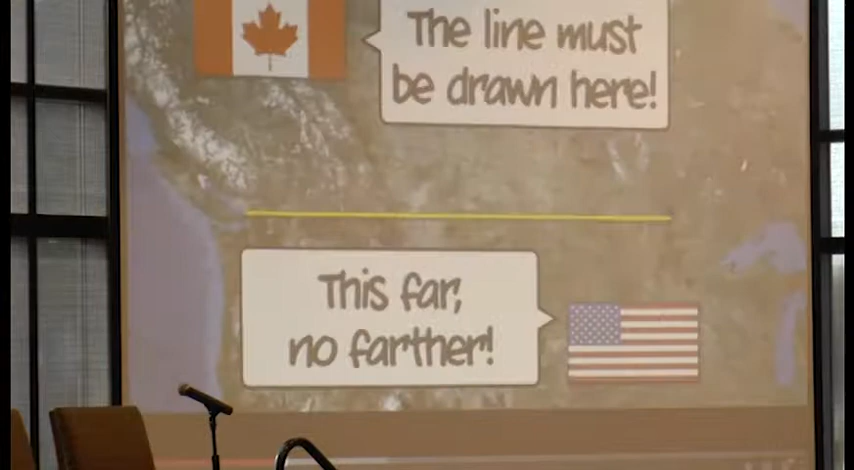 The line must
be drawn here!
This far,
no farther!